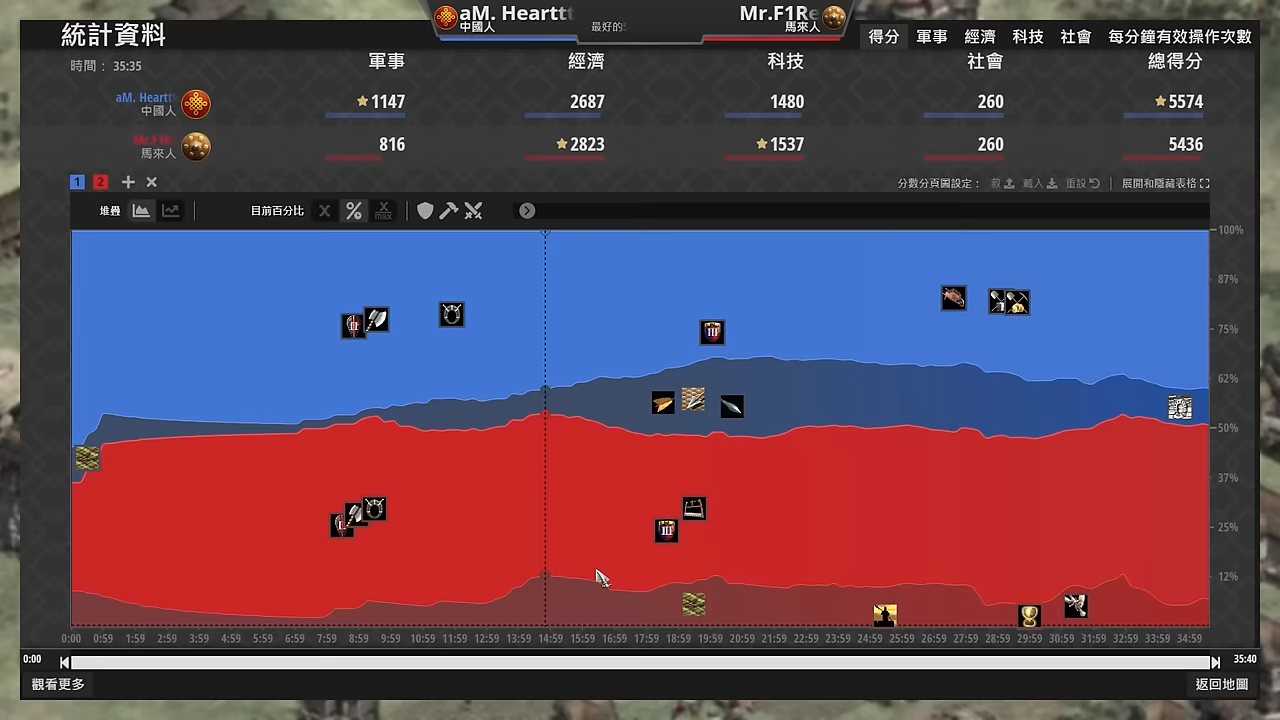 aM. Hearttt
中國人
最好的
Mr.F1Re
馬來人
統計資料
得分 軍事 經濟 科技 社會 每分鐘有效操作次數
時間： 35:35
軍事 經濟 科技 社會 總得分
aM. Heartt
中國人
1147 2687 1480 260 5574
Mr.F1R
馬來人
816 2823 1537 260 5436
1 2 + ×
分數分頁圖設定： 載入 重設 | 展開和隱藏表格
堆疊 目前百分比 X % X max
100%
87%
75%
62%
50%
37%
25%
12%
II
III
III
0:00 0:59 1:59 2:59 3:59 4:59 5:59 6:59 7:59 8:59 9:59 10:59 11:59 12:59 13:59 14:59 15:59 16:59 17:59 18:59 19:59 20:59 21:59 22:59 23:59 24:59 25:59 26:59 27:59 28:59 29:59 30:59 31:59 32:59 33:59 34:59
0:00 35:40
觀看更多 返回地圖